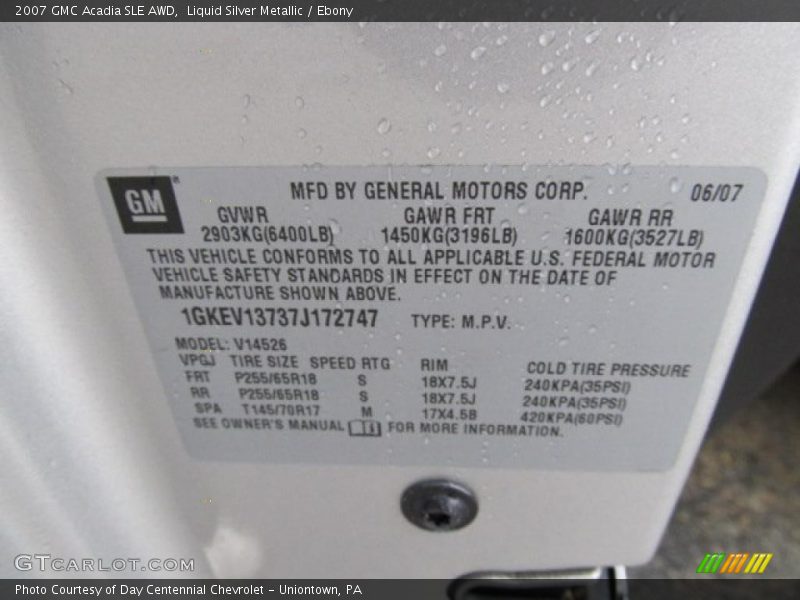 2007 GMC Acadia SLE AWD,  Liquid Silver Metallic / Ebony
GM®
MFD BY GENERAL MOTORS CORP. 06/07
GVWR GAWR FRT GAWR RR
2903KG(6400LB) 1450KG(3196LB) 1600KG(3527LB)
THIS VEHICLE CONFORMS TO ALL APPLICABLE U.S. FEDERAL MOTOR
VEHICLE SAFETY STANDARDS IN EFFECT ON THE DATE OF
MANUFACTURE SHOWN ABOVE.
1GKEV13737J172747 TYPE: M.P.V.
MODEL: V14526
VPGJ TIRE SIZE SPEED RTG RIM COLD TIRE PRESSURE
FRT P255/65R18 S 18X7.5J 240KPA(35PSI)
RR P255/65R18 S 18X7.5J 240KPA(35PSI)
SPA T145/70R17 M 17X4.5B 420KPA(60PSI)
SEE OWNER'S MANUAL FOR MORE INFORMATION.
GTCARLOT.COM
Photo Courtesy of Day Centennial Chevrolet - Uniontown, PA